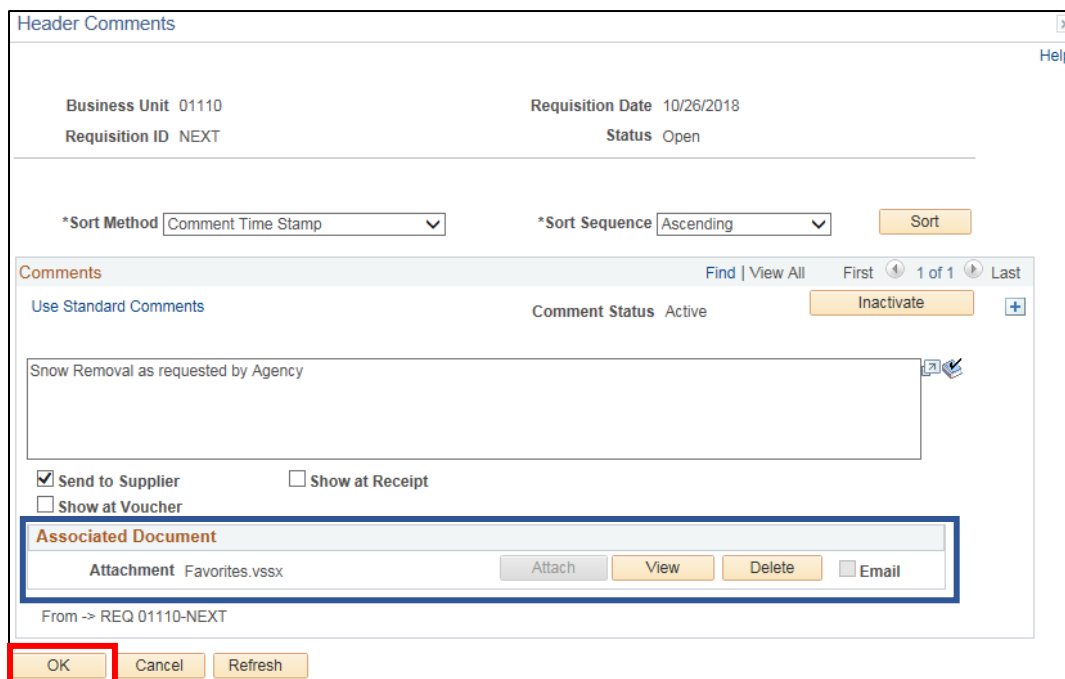 Header Comments
Help
Business Unit 01110 Requisition Date 10/26/2018
Requisition ID NEXT Status Open
*Sort Method Comment Time Stamp *Sort Sequence Ascending Sort
Comments Find | View All First 1 of 1 Last
Use Standard Comments Comment Status Active Inactivate
Snow Removal as requested by Agency
Send to Supplier Show at Receipt
Show at Voucher
Associated Document
Attachment Favorites.vssx Attach View Delete Email
From -> REQ 01110-NEXT
OK Cancel Refresh